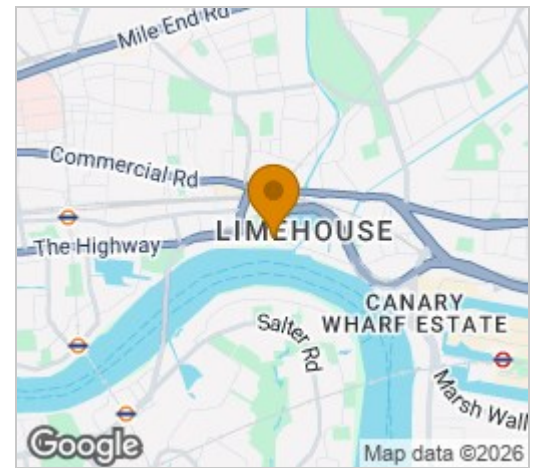 Mile End Rd
Commercial Rd
The Highway
LIMEHOUSE
CANARY
WHARF ESTATE
Salter Rd
Marsh Wall
Google
Map data ©2026